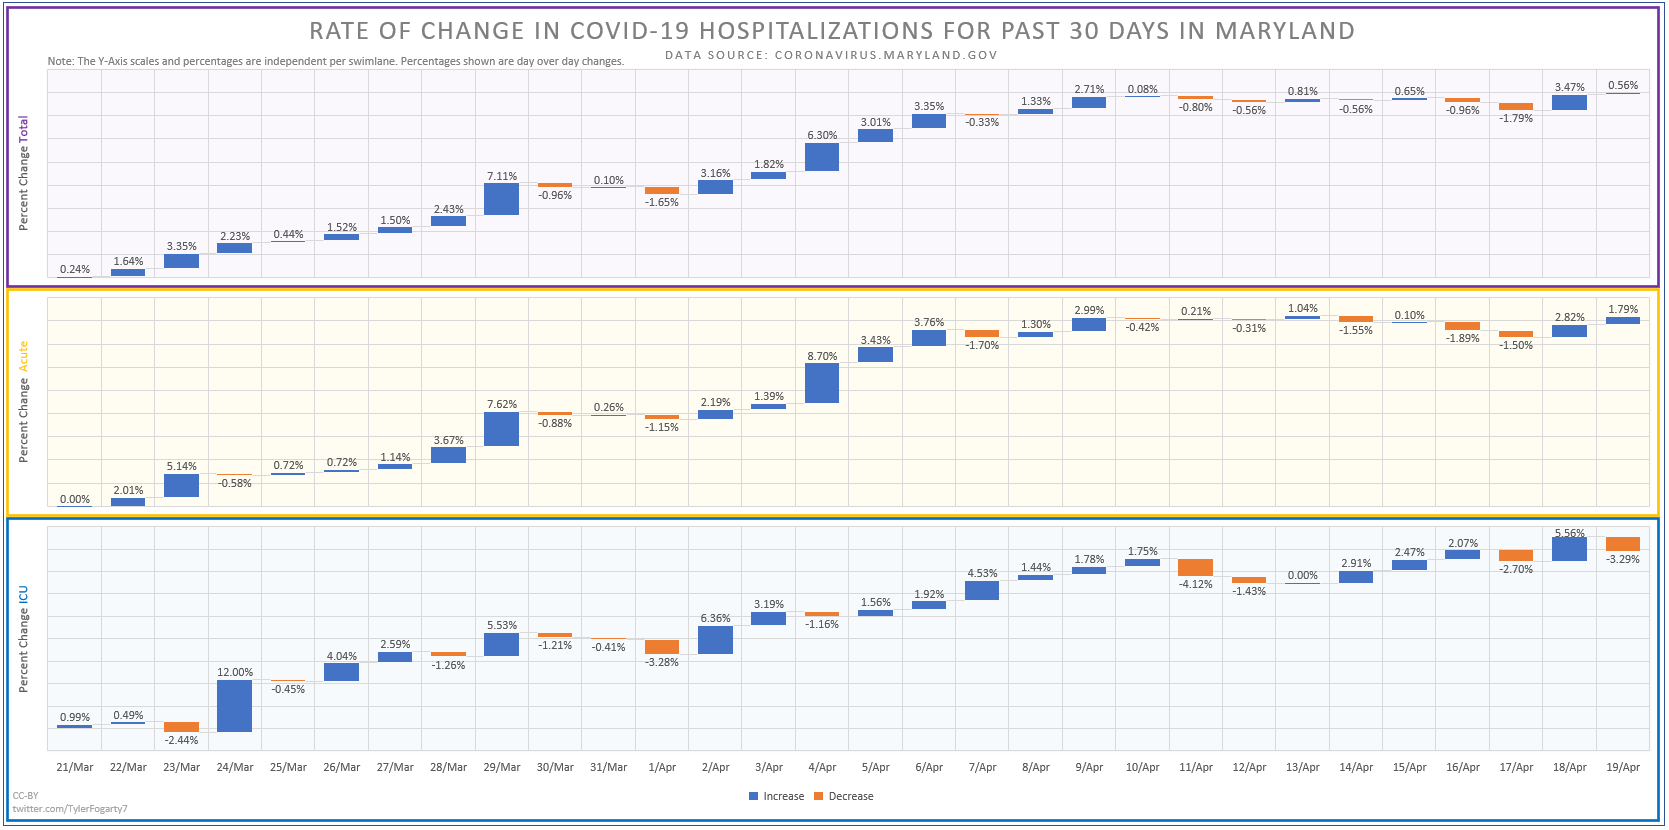 RATE OF CHANGE IN COVID-19 HOSPITALIZATIONS FOR PAST 30 DAYS IN MARYLAND
DATA SOURCE: CORONAVIRUS.MARYLAND.GOV
Note: The Y-Axis scales and percentages are independent per swimlane. Percentages shown are day over day changes.
Percent Change Total
0.24% 1.64% 3.35% 2.23% 0.44% 1.52% 1.50% 2.43% 7.11% -0.96% 0.10% -1.65% 3.16% 1.82% 6.30% 3.01% 3.35% -0.33% 1.33% 2.71% 0.08% -0.80% -0.56% 0.81% -0.56% 0.65% -0.96% -1.79% 3.47% 0.56%
Percent Change Acute
0.00% 2.01% 5.14% -0.58% 0.72% 0.72% 1.14% 3.67% 7.62% -0.88% 0.26% -1.15% 2.19% 1.39% 8.70% 3.43% 3.76% -1.70% 1.30% 2.99% -0.42% 0.21% -0.31% 1.04% -1.55% 0.10% -1.89% -1.50% 2.82% 1.79%
Percent Change ICU
0.99% 0.49% -2.44% 12.00% -0.45% 4.04% 2.59% -1.26% 5.53% -1.21% -0.41% -3.28% 6.36% 3.19% -1.16% 1.56% 1.92% 4.53% 1.44% 1.78% 1.75% -4.12% -1.43% 0.00% 2.91% 2.47% 2.07% -2.70% 5.56% -3.29%
21/Mar 22/Mar 23/Mar 24/Mar 25/Mar 26/Mar 27/Mar 28/Mar 29/Mar 30/Mar 31/Mar 1/Apr 2/Apr 3/Apr 4/Apr 5/Apr 6/Apr 7/Apr 8/Apr 9/Apr 10/Apr 11/Apr 12/Apr 13/Apr 14/Apr 15/Apr 16/Apr 17/Apr 18/Apr 19/Apr
Increase Decrease
CC-BY
twitter.com/TylerFogarty7